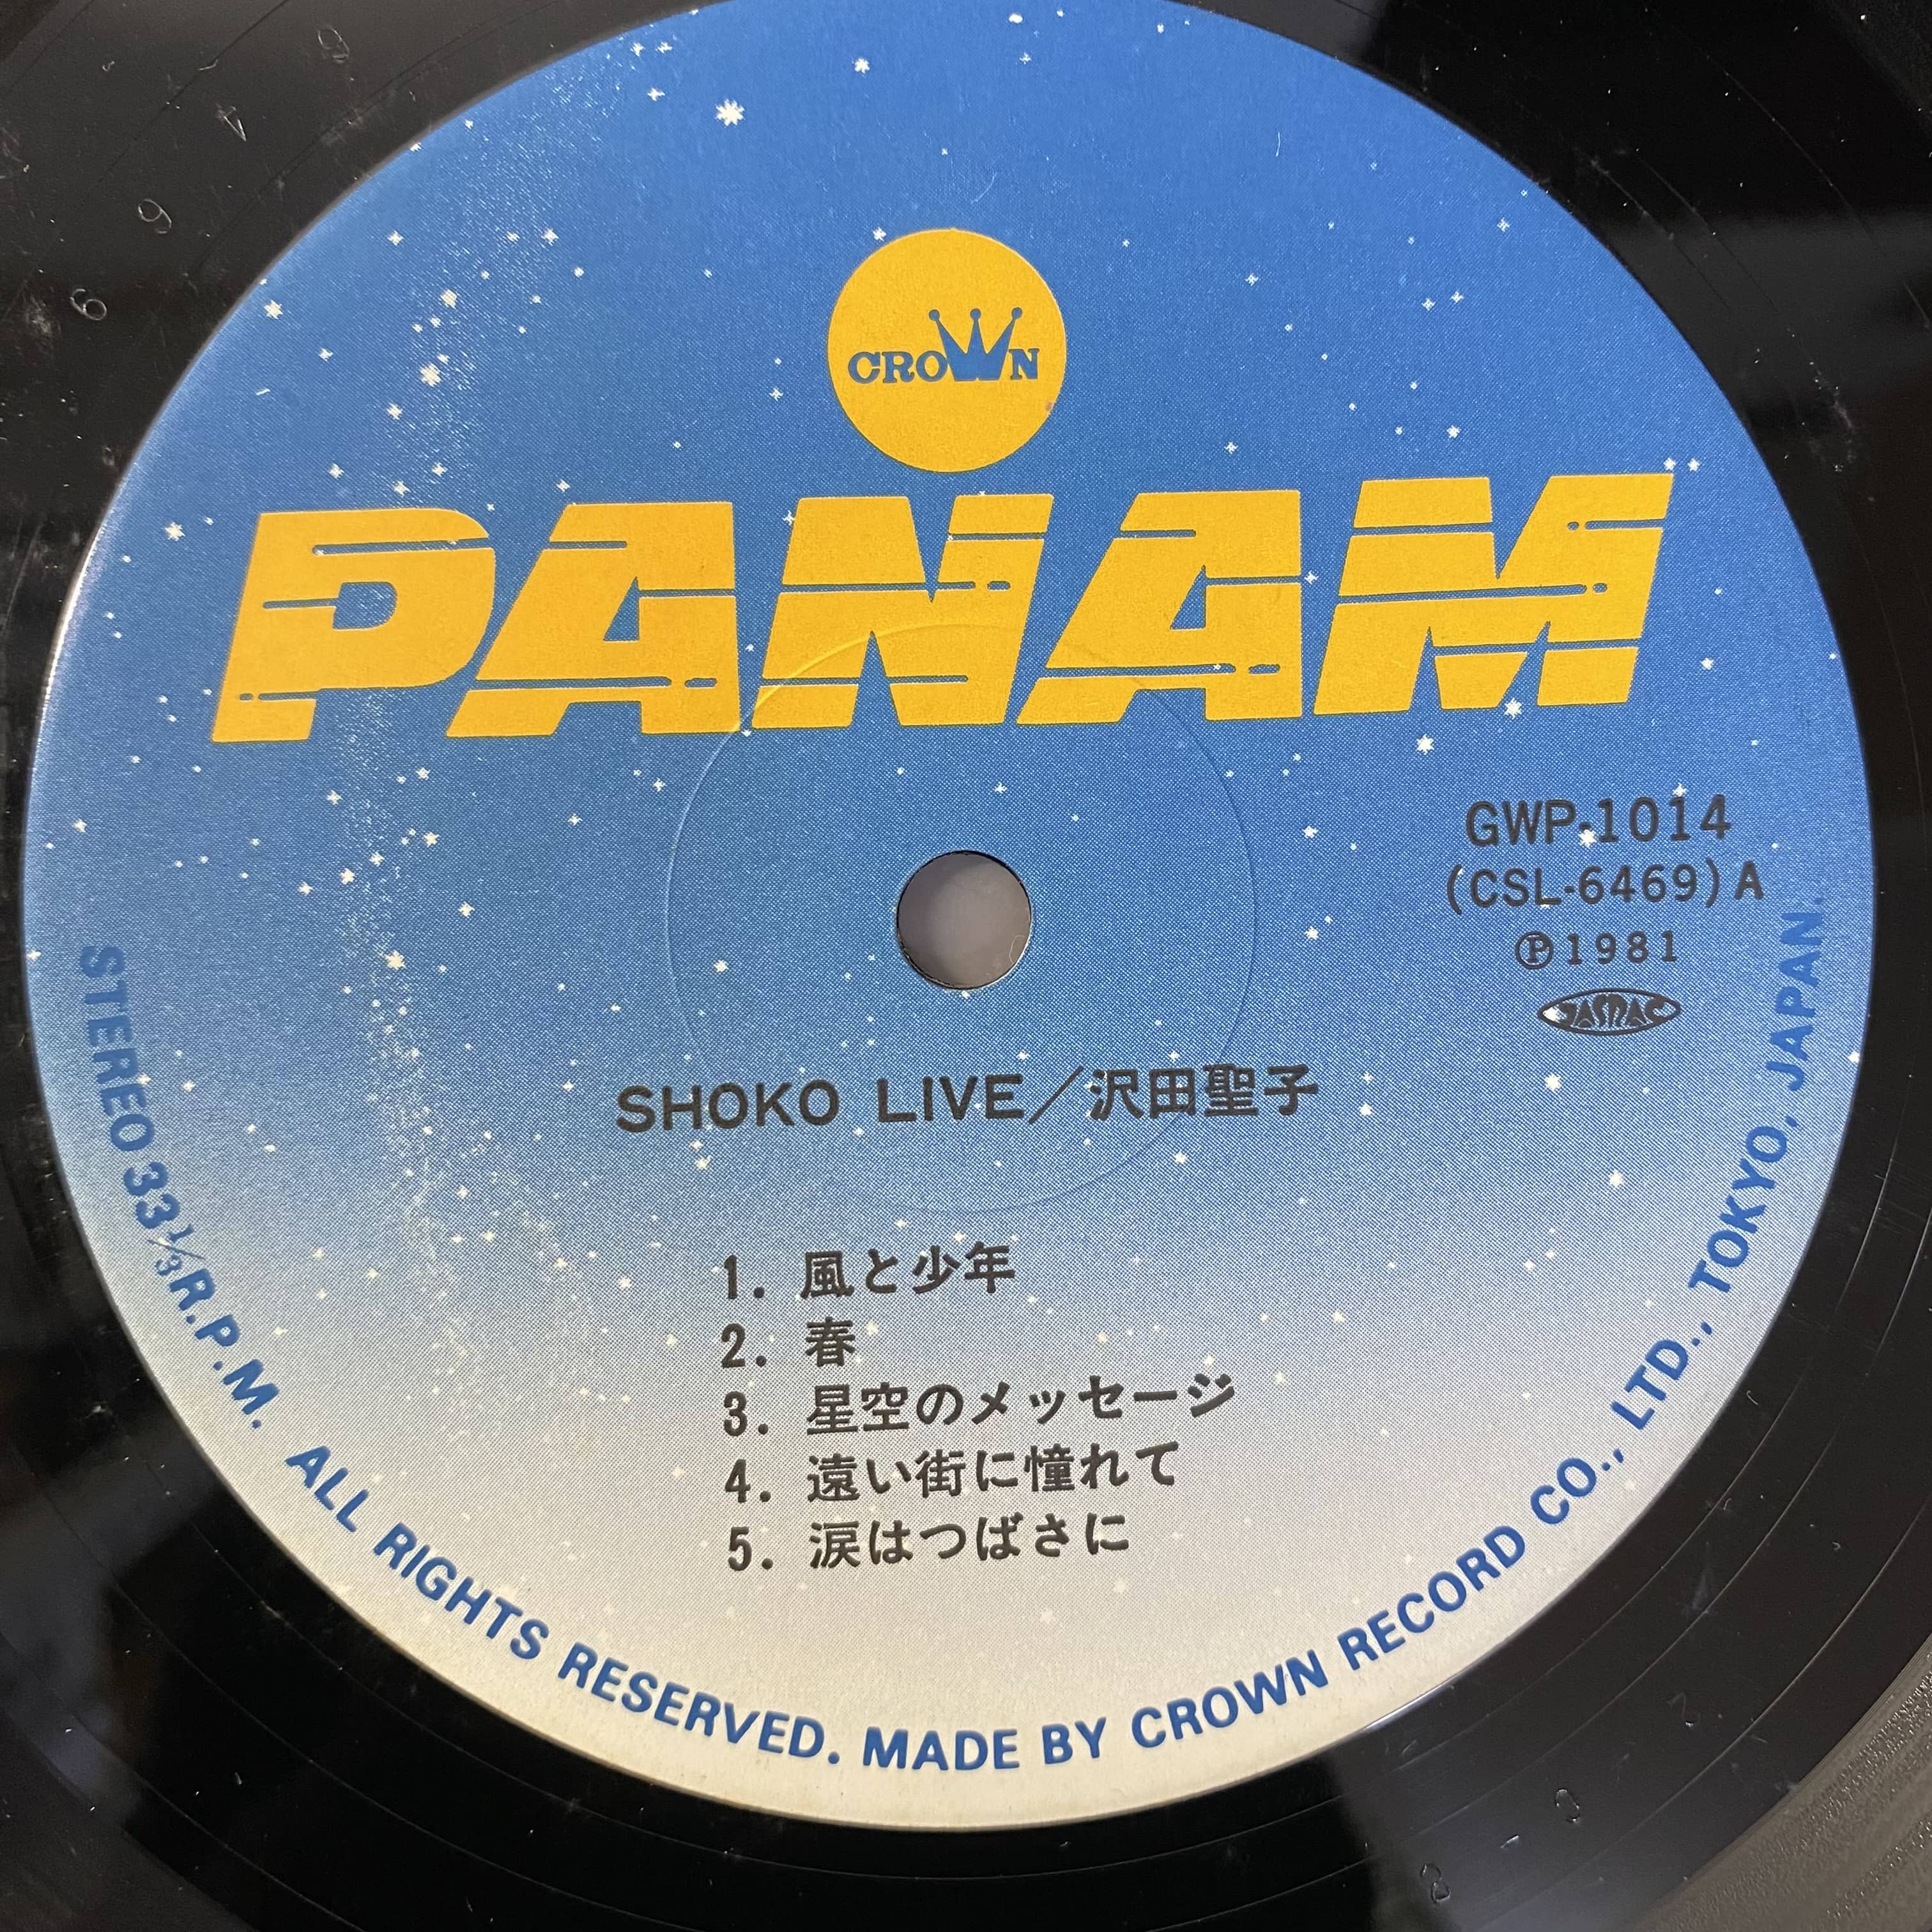 CROWN
PANAM
GWP-1014
(CSL-6469) A
Ⓟ1981
JASRAC
SHOKO LIVE／沢田聖子
1. 風と少年
2. 春
3. 星空のメッセージ
4. 遠い街に憧れて
5. 涙はつばさに
STEREO 33⅓ R.P.M. ALL RIGHTS RESERVED. MADE BY CROWN RECORD CO., LTD., TOKYO, JAPAN.